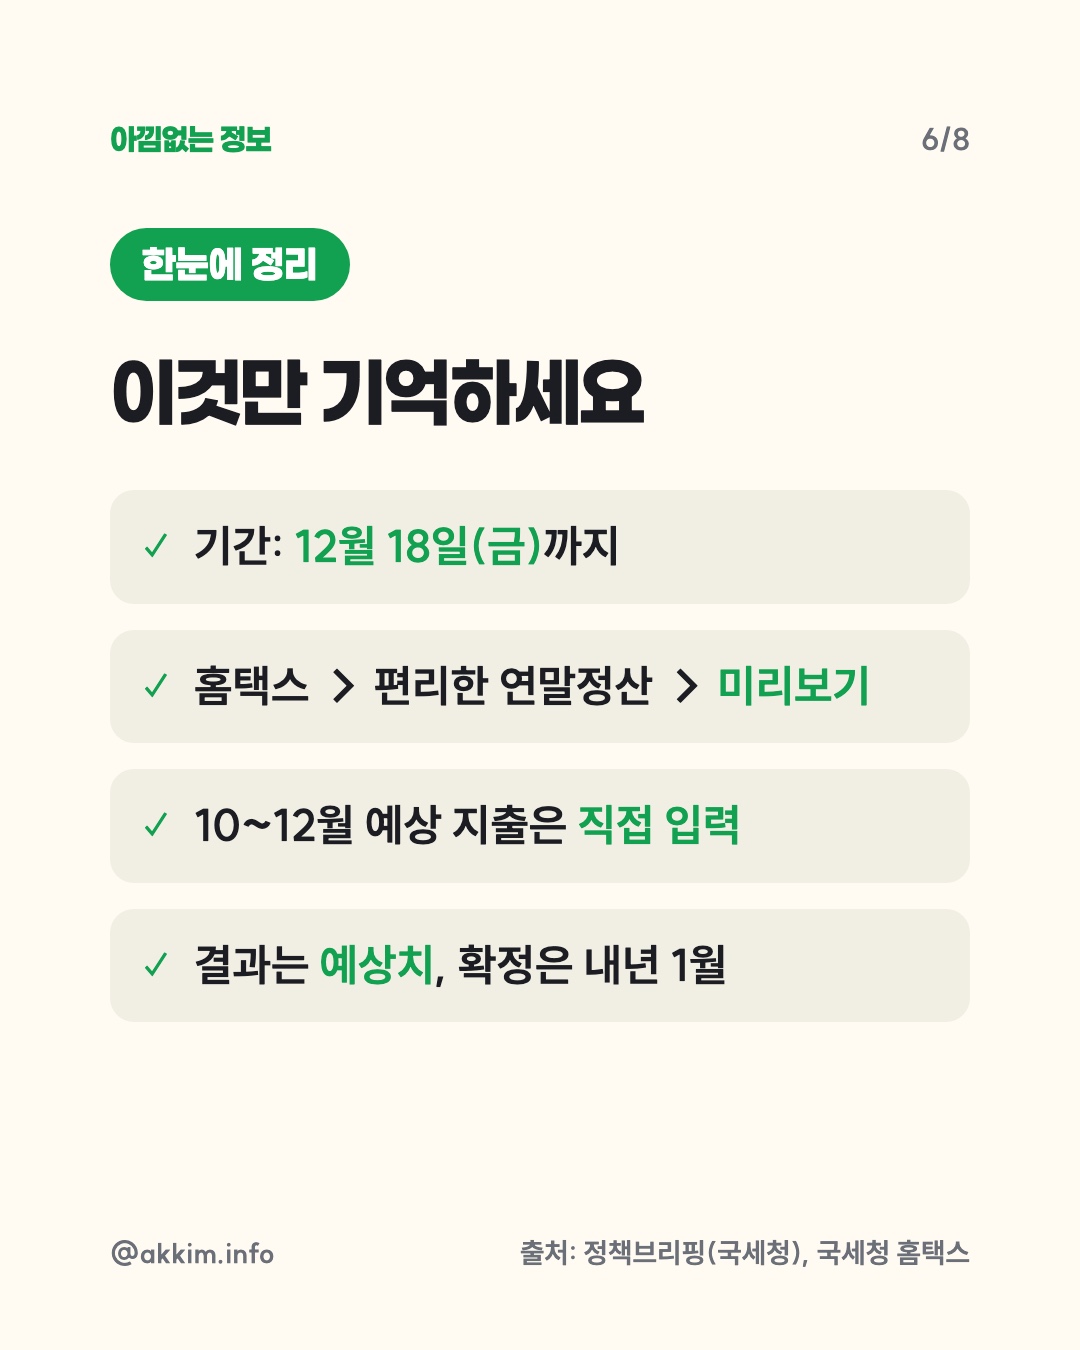 아낌없는 정보
6/8
한눈에 정리
이것만 기억하세요
✓ 기간: 12월 18일(금)까지
✓ 홈택스 > 편리한 연말정산 > 미리보기
✓ 10~12월 예상 지출은 직접 입력
✓ 결과는 예상치, 확정은 내년 1월
@akkim.info
출처: 정책브리핑(국세청), 국세청 홈택스